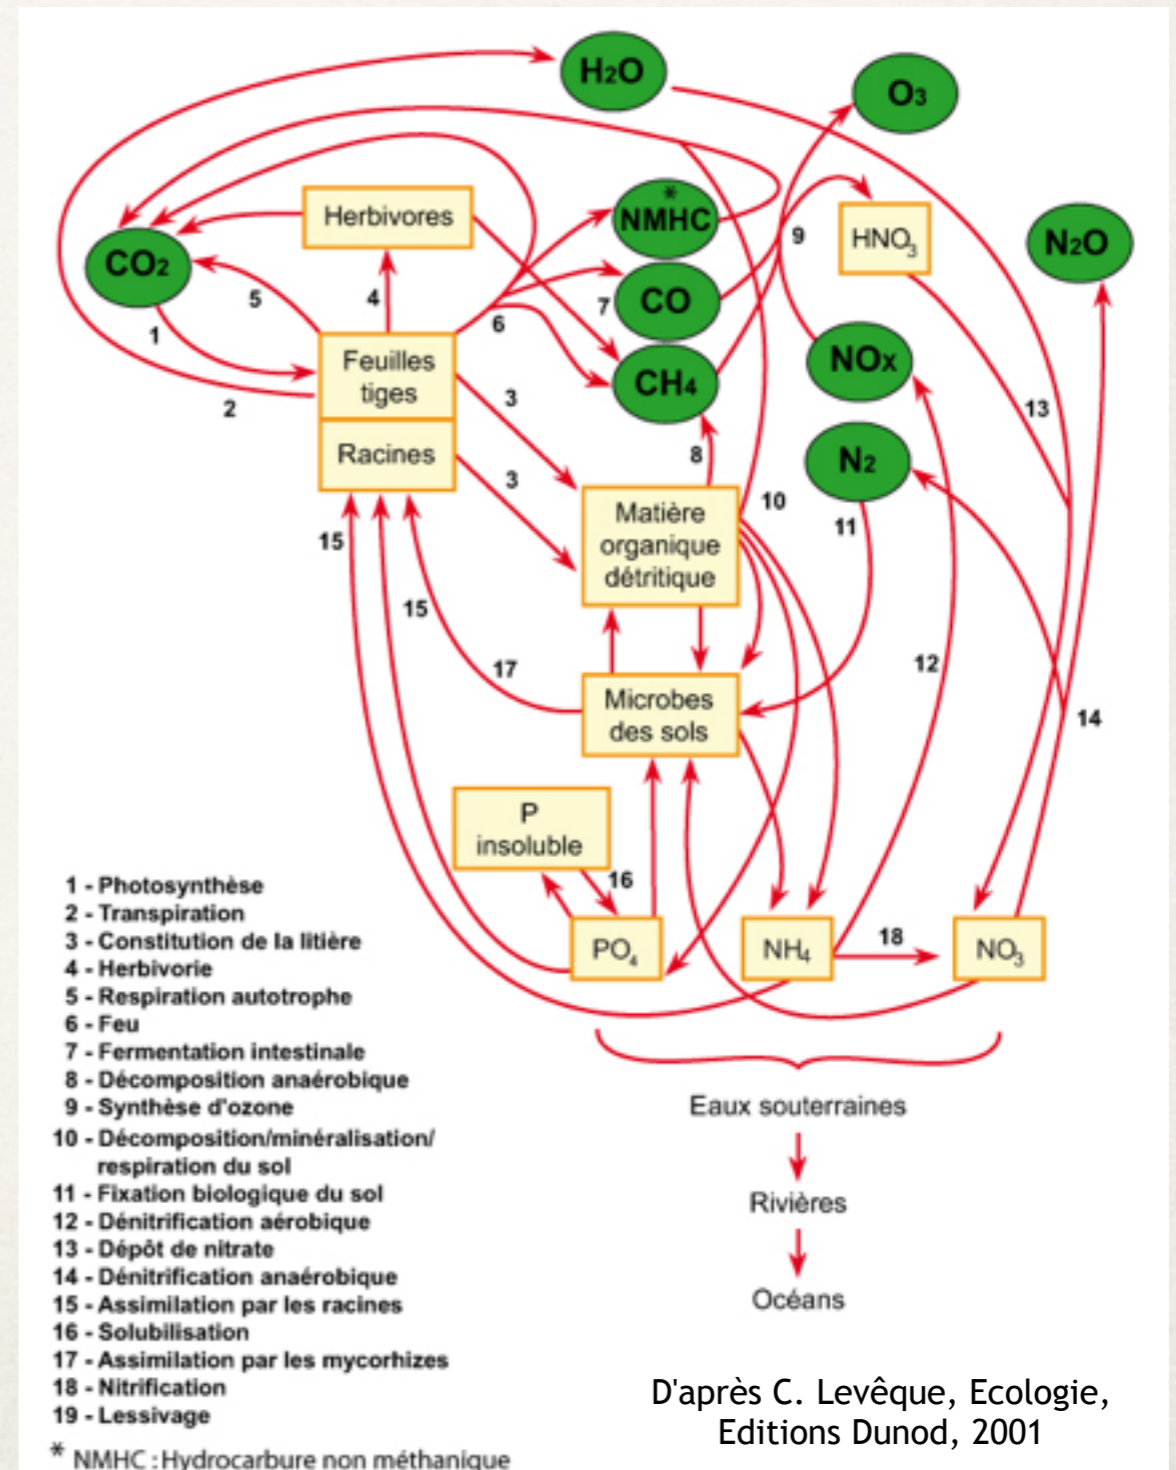 H2O
O3
Herbivores
*
NMHC
9
HNO3
N2O
CO2
5
4
6
7
CO
1
Feuilles
tiges
CH4
NOx
2
3
13
8
N2
Racines
3
10
11
15
Matière
organique
détritique
15
17
12
Microbes
des sols
14
P
insoluble
16
PO4
NH4
18
NO3
1 - Photosynthèse
2 - Transpiration
3 - Constitution de la litière
4 - Herbivorie
5 - Respiration autotrophe
6 - Feu
7 - Fermentation intestinale
8 - Décomposition anaérobique
9 - Synthèse d'ozone
10 - Décomposition/minéralisation/
respiration du sol
11 - Fixation biologique du sol
12 - Dénitrification aérobique
13 - Dépôt de nitrate
14 - Dénitrification anaérobique
15 - Assimilation par les racines
16 - Solubilisation
17 - Assimilation par les mycorhizes
18 - Nitrification
19 - Lessivage
* NMHC : Hydrocarbure non méthanique
Eaux souterraines
Rivières
Océans
D'après C. Levêque, Ecologie,
Editions Dunod, 2001